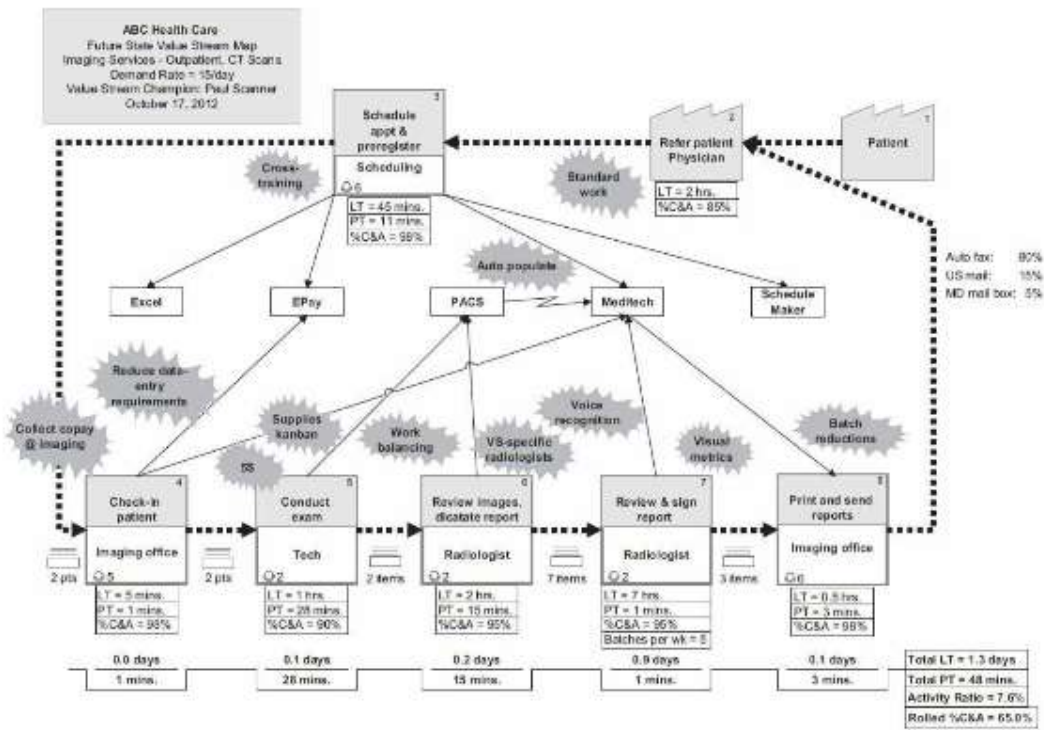 ABC Health Care
Future State Value Stream Map
Imaging Services - Outpatient, CT Scans
Demand Rate = 15/day
Value Stream Champion: Paul Scanner
October 17, 2012
3
Schedule
appt &
preregister
Scheduling
6
LT = 45 mins.
PT = 11 mins.
%C&A = 98%
2
Refer patient
Physician
LT = 2 hrs.
%C&A = 85%
1
Patient
Cross-
training
Standard
work
Auto populate
Auto fax: 80%
US mail: 15%
MD mail box: 5%
Excel
EPay
PACS
Meditech
Schedule
Maker
Reduce data-
entry
requirements
Collect copay
@ Imaging
Supplies
kanban
5S
Work
balancing
VS-specific
radiologists
Voice
recognition
Visual
metrics
Batch
reductions
4
Check-in
patient
Imaging office
5
LT = 5 mins.
PT = 1 mins.
%C&A = 98%
5
Conduct
exam
Tech
2
LT = 1 hrs.
PT = 28 mins.
%C&A = 90%
6
Review images,
dicatate report
Radiologist
2
LT = 2 hrs.
PT = 15 mins.
%C&A = 95%
7
Review & sign
report
Radiologist
2
LT = 7 hrs.
PT = 1 mins.
%C&A = 95%
Batches per wk =
8
Print and send
reports
Imaging office
LT = 0.5 hrs.
PT = 3 mins.
%C&A = 98%
2 pts
2 pts
2 items
7 items
3 items
0.0 days
1 mins.
0.1 days
28 mins.
0.2 days
15 mins.
0.9 days
1 mins.
0.1 days
3 mins.
Total LT = 1.3 days
Total PT = 48 mins.
Activity Ratio = 7.6%
Rolled %C&A = 65.0%